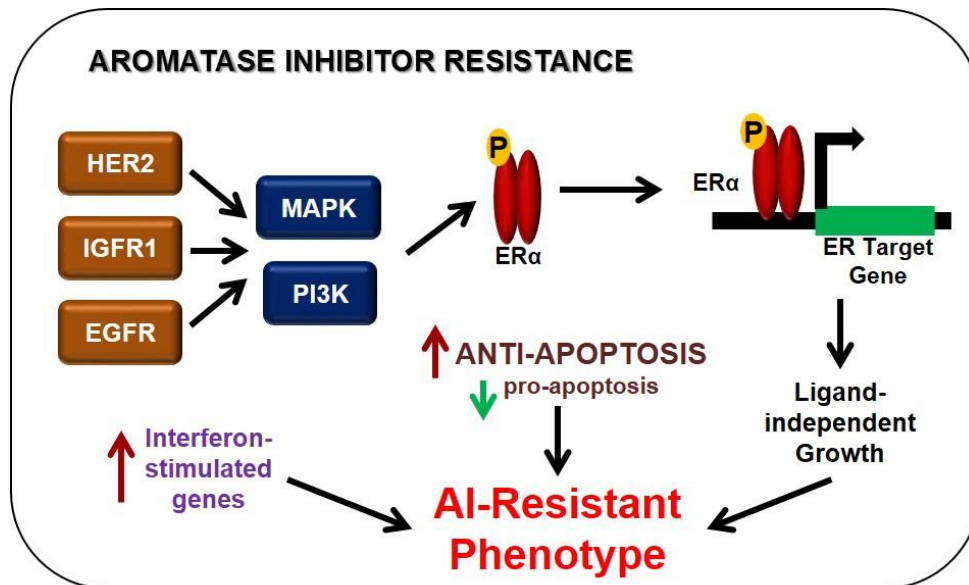 AROMATASE INHIBITOR RESISTANCE
HER2
IGFR1
EGFR
MAPK
PI3K
P
ERα
P
ERα
ER Target
Gene
ANTI-APOPTOSIS
pro-apoptosis
Ligand-
independent
Growth
Interferon-
stimulated
genes
AI-Resistant
Phenotype